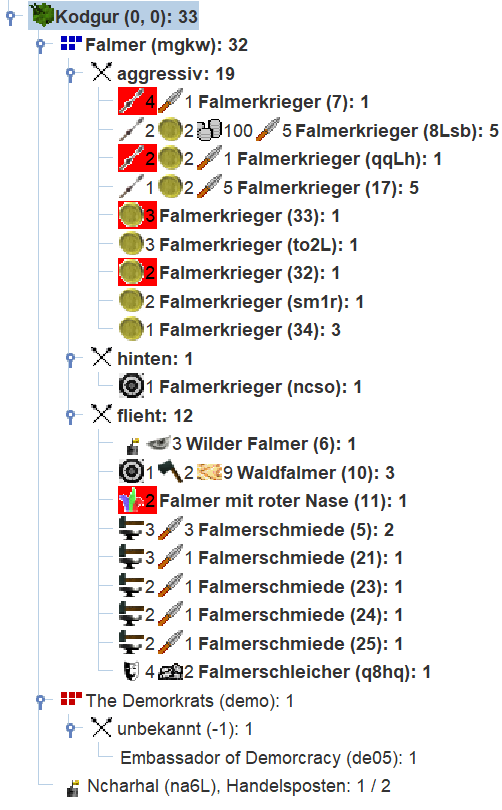 Kodgur (0, 0): 33
Falmer (mgkw): 32
aggressiv: 19
4 1 Falmerkrieger (7): 1
2 2 100 5 Falmerkrieger (8Lsb): 5
2 2 1 Falmerkrieger (qqLh): 1
1 2 5 Falmerkrieger (17): 5
3 Falmerkrieger (33): 1
3 Falmerkrieger (to2L): 1
2 Falmerkrieger (32): 1
2 Falmerkrieger (sm1r): 1
1 Falmerkrieger (34): 3
hinten: 1
1 Falmerkrieger (ncso): 1
flieht: 12
3 Wilder Falmer (6): 1
1 2 9 Waldfalmer (10): 3
2 Falmer mit roter Nase (11): 1
3 3 Falmerschmiede (5): 2
3 1 Falmerschmiede (21): 1
2 1 Falmerschmiede (23): 1
2 1 Falmerschmiede (24): 1
2 1 Falmerschmiede (25): 1
4 2 Falmerschleicher (q8hq): 1
The Demorkrats (demo): 1
unbekannt (-1): 1
Embassador of Demorcracy (de05): 1
Ncharhal (na6L), Handelsposten: 1 / 2